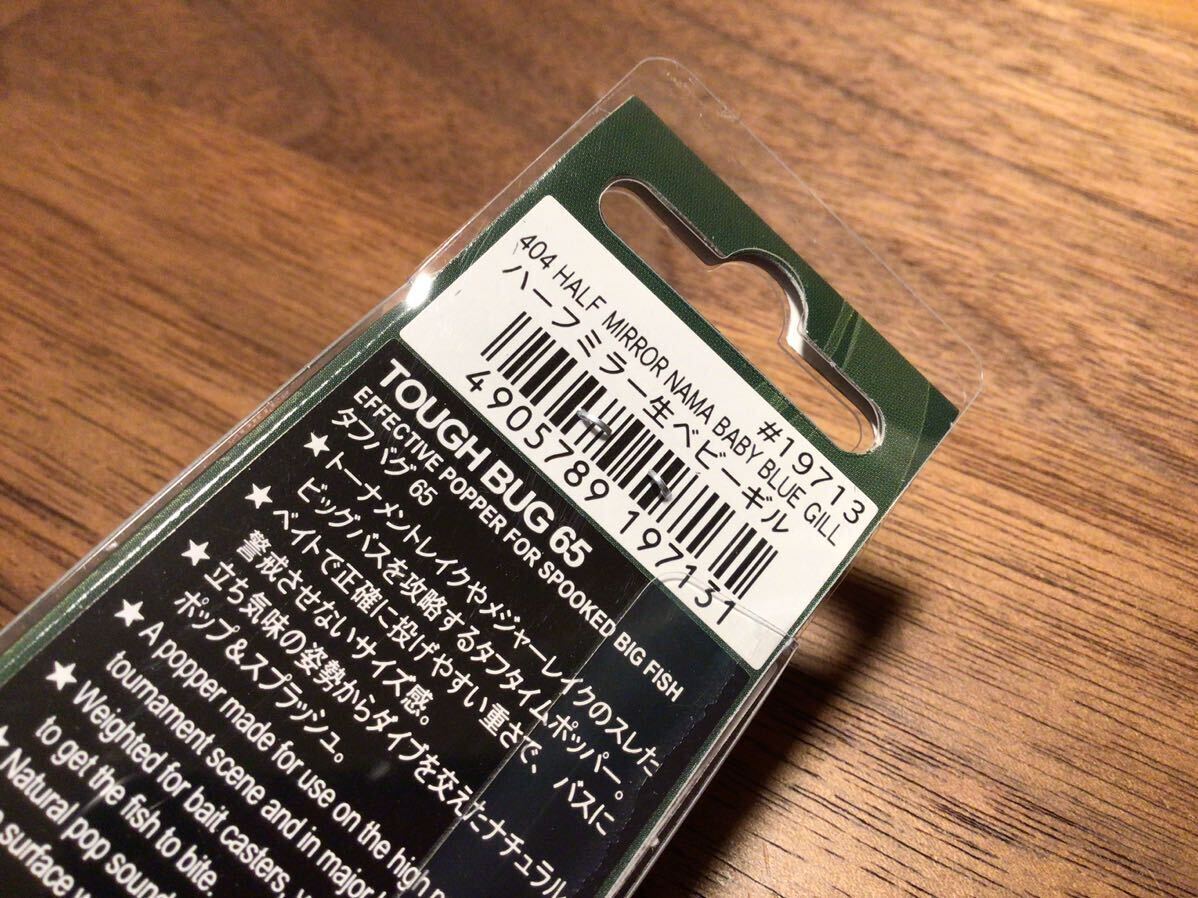 #19713
404 HALF MIRROR NAMA BABY BLUE GILL
ハーフミラー生ベビーギル
4905789 197131
TOUGH BUG 65
EFFECTIVE POPPER FOR SPOOKED BIG FISH
タフバグ 65
★トーナメントレイクやメジャーレイクのスレた
ビッグバスを攻略するタフタイムポッパー。
★ベイトで正確に投げやすい重さで、バスに
警戒させないサイズ感。
★立ち気味の姿勢からダイブを交えたナチュラル
ポップ&スプラッシュ。
★ A popper made for use on the high
tournament scene and in major
★ Weighted for bait casters,
to get the fish to bite.
★ Natural pop sound
surface